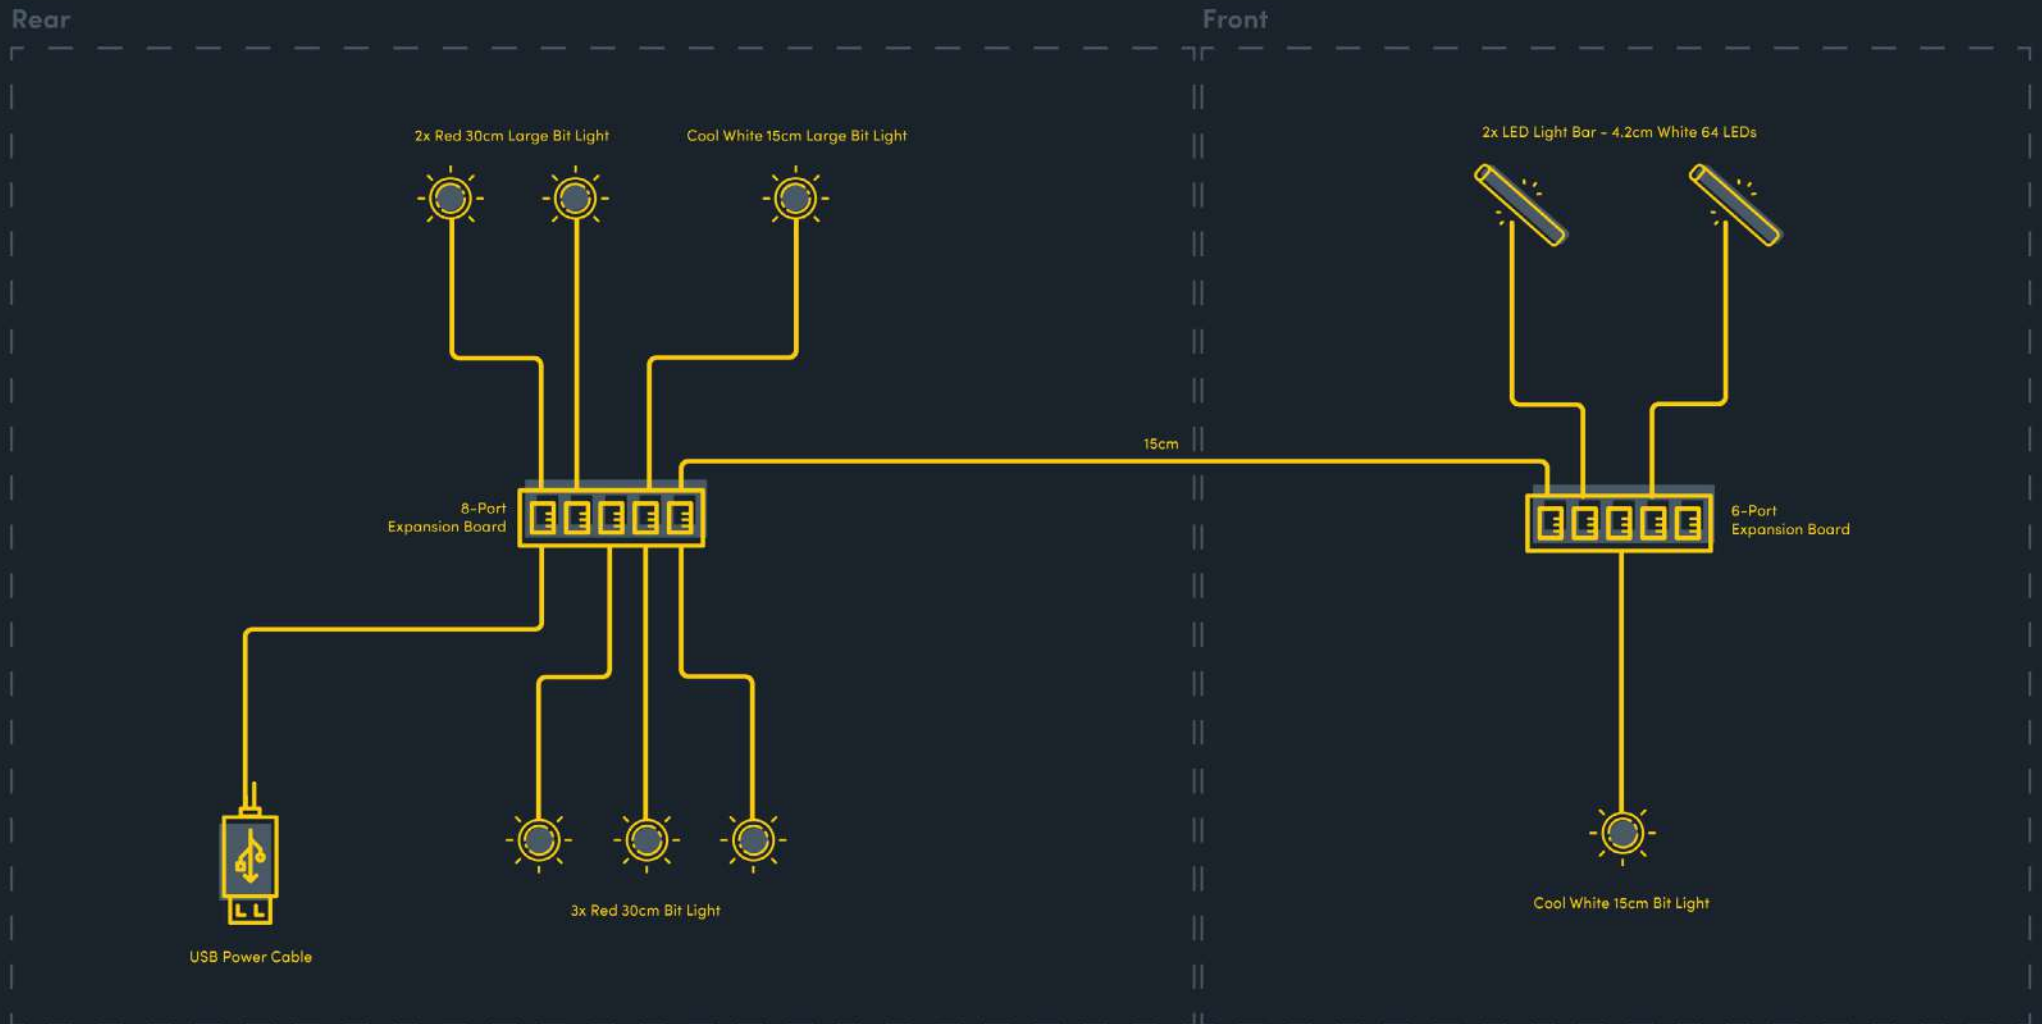 Rear
Front
2x Red 30cm Large Bit Light
Cool White 15cm Large Bit Light
2x LED Light Bar - 4.2cm White 64 LEDs
15cm
8-Port
Expansion Board
6-Port
Expansion Board
3x Red 30cm Bit Light
Cool White 15cm Bit Light
USB Power Cable